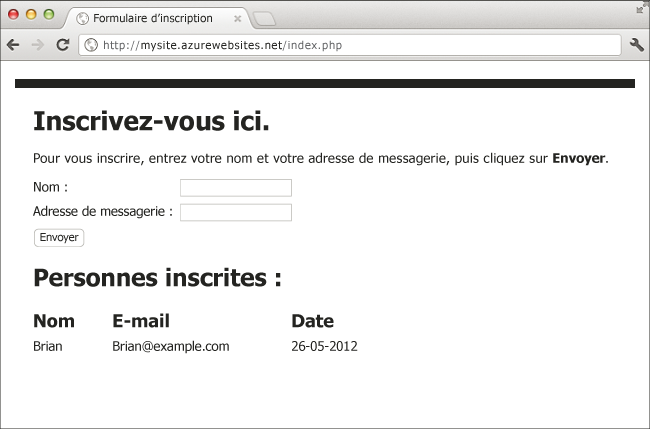 Formulaire d’inscription
http://mysite.azurewebsites.net/index.php
Inscrivez-vous ici.
Pour vous inscrire, entrez votre nom et votre adresse de messagerie, puis cliquez sur Envoyer.
Nom :
Adresse de messagerie :
Envoyer
Personnes inscrites :
Nom E-mail Date
Brian Brian@example.com 26-05-2012